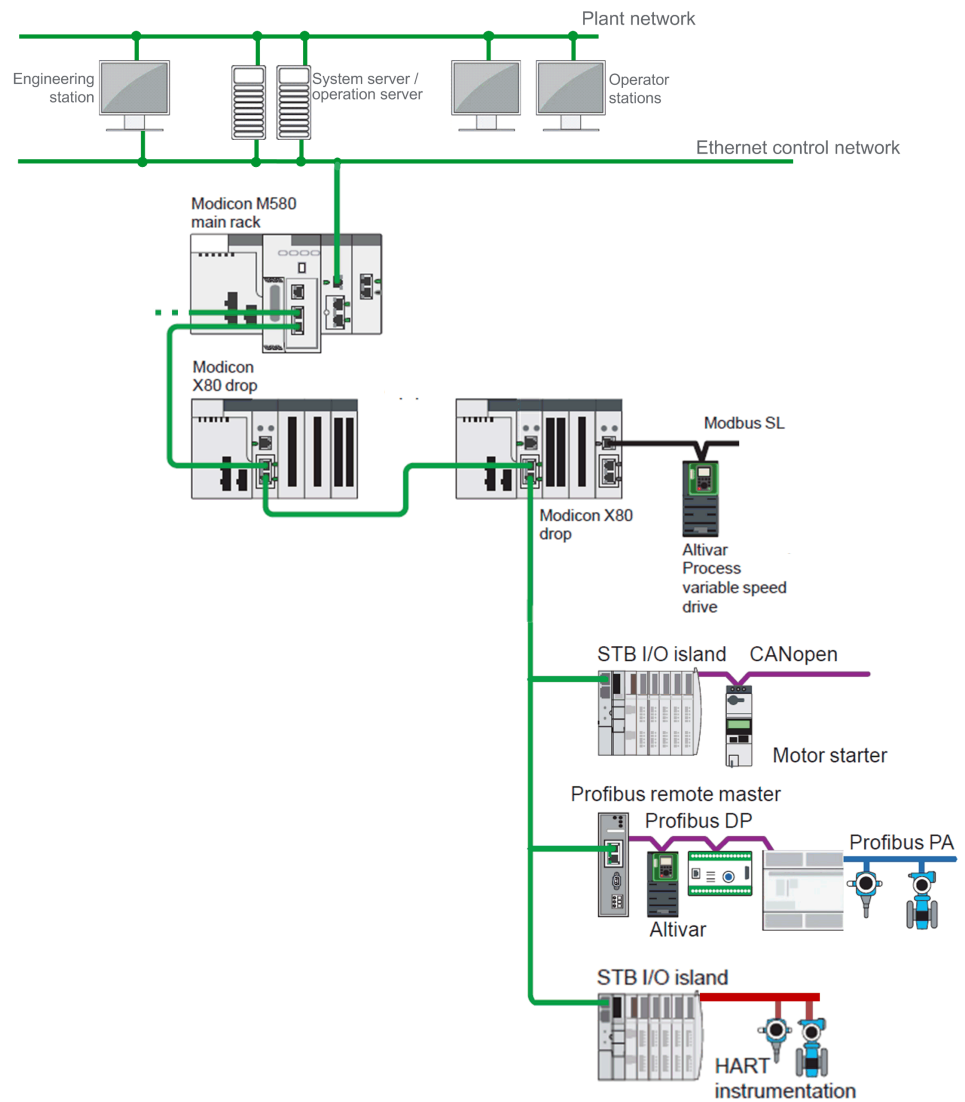 Plant network
Engineering
station
System server /
operation server
Operator
stations
Ethernet control network
Modicon M580
main rack
Modicon
X80 drop
Modbus SL
Modicon X80
drop
Altivar
Process
variable speed
drive
STB I/O island
CANopen
Motor starter
Profibus remote master
Profibus DP
Profibus PA
Altivar
STB I/O island
HART
instrumentation